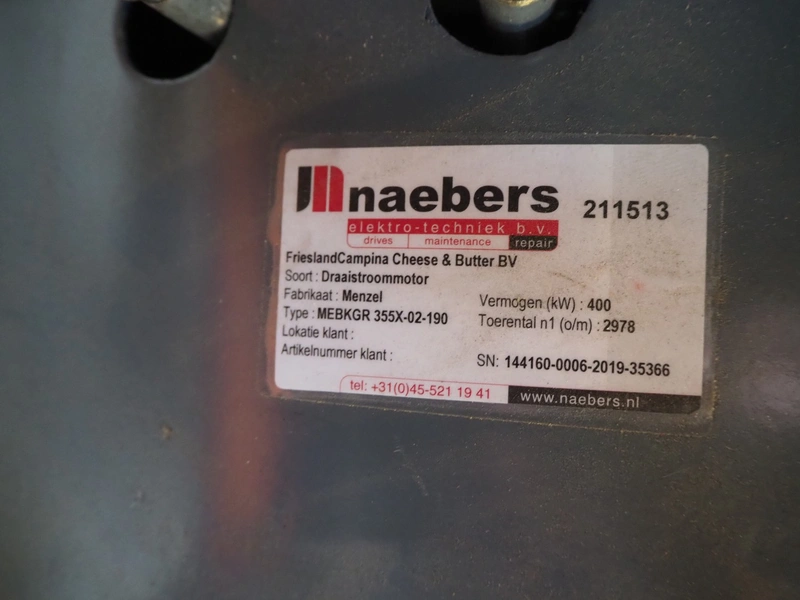 naebers 211513
elektro-techniek b.v.
drives maintenance repair
FrieslandCampina Cheese & Butter BV
Soort : Draaistroommotor
Fabrikaat : Menzel
Vermogen (kW) : 400
Type : MEBKGR 355X-02-190
Toerental n1 (o/m) : 2978
Lokatie klant :
Artikelnummer klant :
SN: 144160-0006-2019-35366
tel: +31(0)45-521 19 41 www.naebers.nl